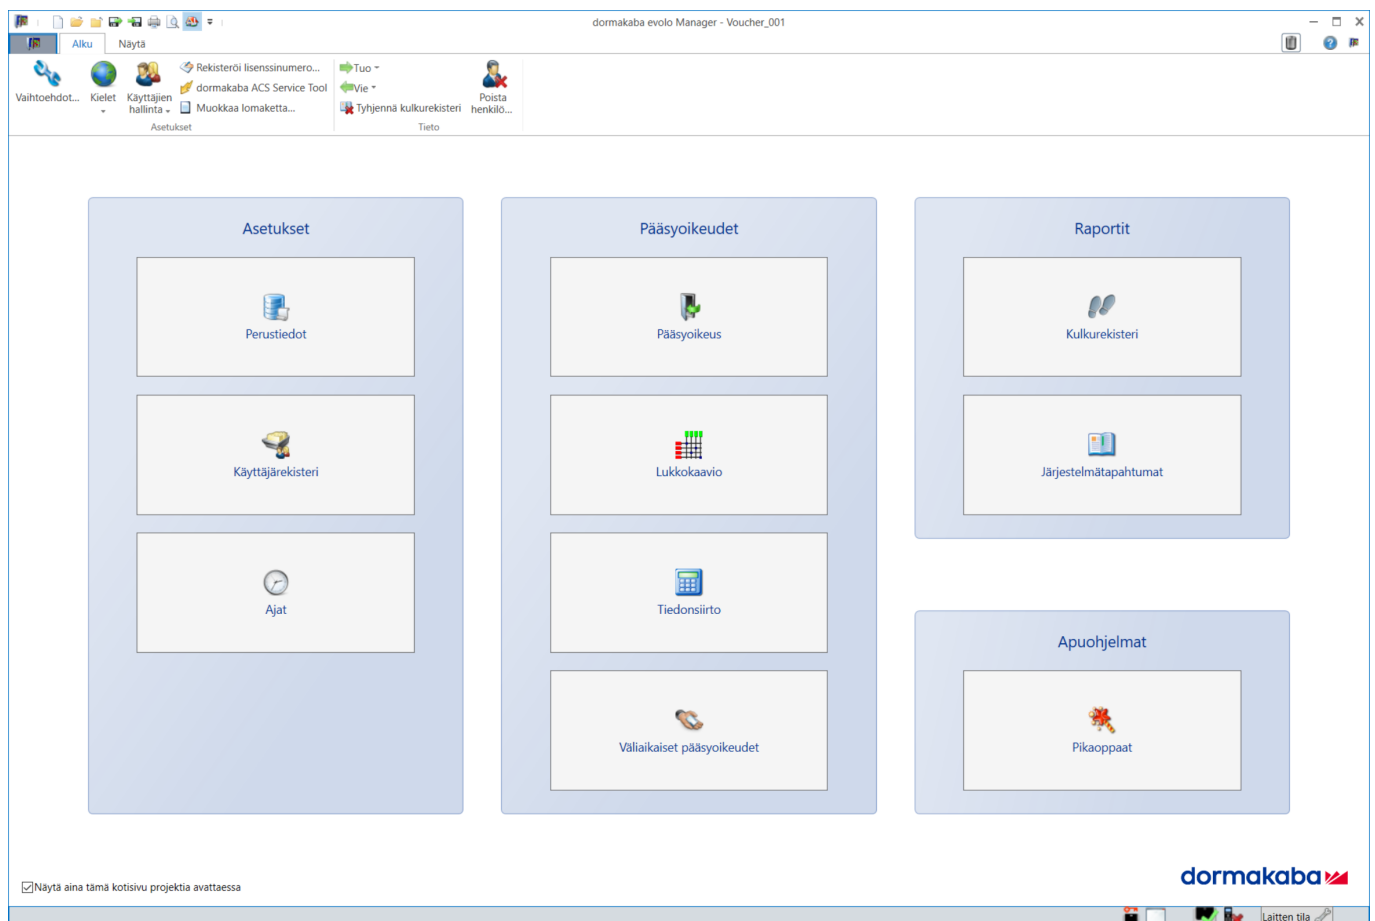 dormakaba evolo Manager - Voucher_001
Alku Näytä
Vaihtoehdot...
Kielet
Käyttäjien hallinta
Rekisteröi lisenssinumero...
dormakaba ACS Service Tool
Muokkaa lomaketta...
Asetukset
Tuo
Vie
Tyhjennä kulkurekisteri
Poista henkilö...
Tieto
Asetukset
Perustiedot
Käyttäjärekisteri
Ajat
Pääsyoikeudet
Pääsyoikeus
Lukkokaavio
Tiedonsiirto
Väliaikaiset pääsyoikeudet
Raportit
Kulkurekisteri
Järjestelmätapahtumat
Apuohjelmat
Pikaoppaat
dormakaba
Näytä aina tämä kotisivu projektia avattaessa
Laitten tila